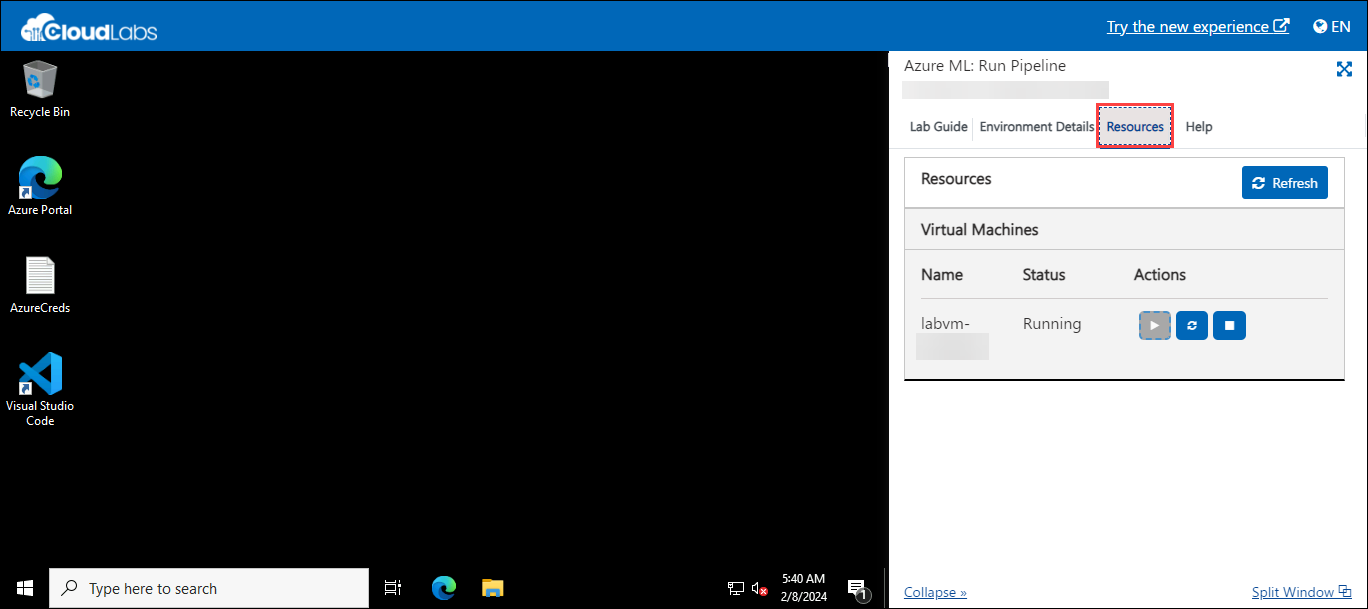 CloudLabs
Try the new experience
EN
Recycle Bin
Azure Portal
AzureCreds
Visual Studio
Code
Azure ML: Run Pipeline
Lab Guide
Environment Details
Resources
Help
Resources
Refresh
Virtual Machines
Name Status Actions
labvm- Running
Collapse »
Split Window
Type here to search
5:40 AM
2/8/2024
1